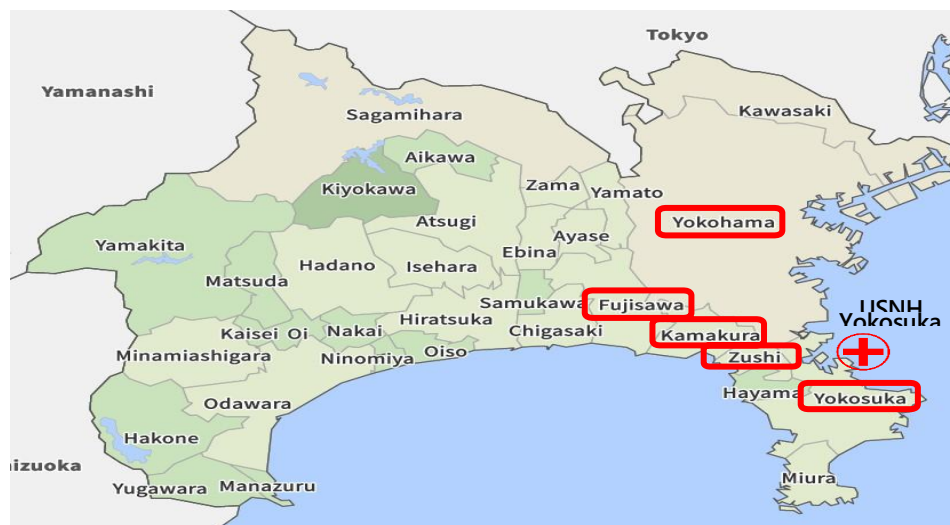 Tokyo
Yamanashi
Kawasaki
Sagamihara
Aikawa
Kiyokawa
Zama
Yamato
Atsugi
Yokohama
Ayase
Yamakita
Ebina
Hadano
Isehara
Matsuda
Samukawa
Fujisawa
USNH
Yokosuka
Hiratsuka
Kaisei Oi
Nakai
Chigasaki
Kamakura
Minamiashigara
Ninomiya
Oiso
Zushi
Hayama
Yokosuka
Odawara
Hakone
hizuoka
Miura
Yugawara
Manazuru